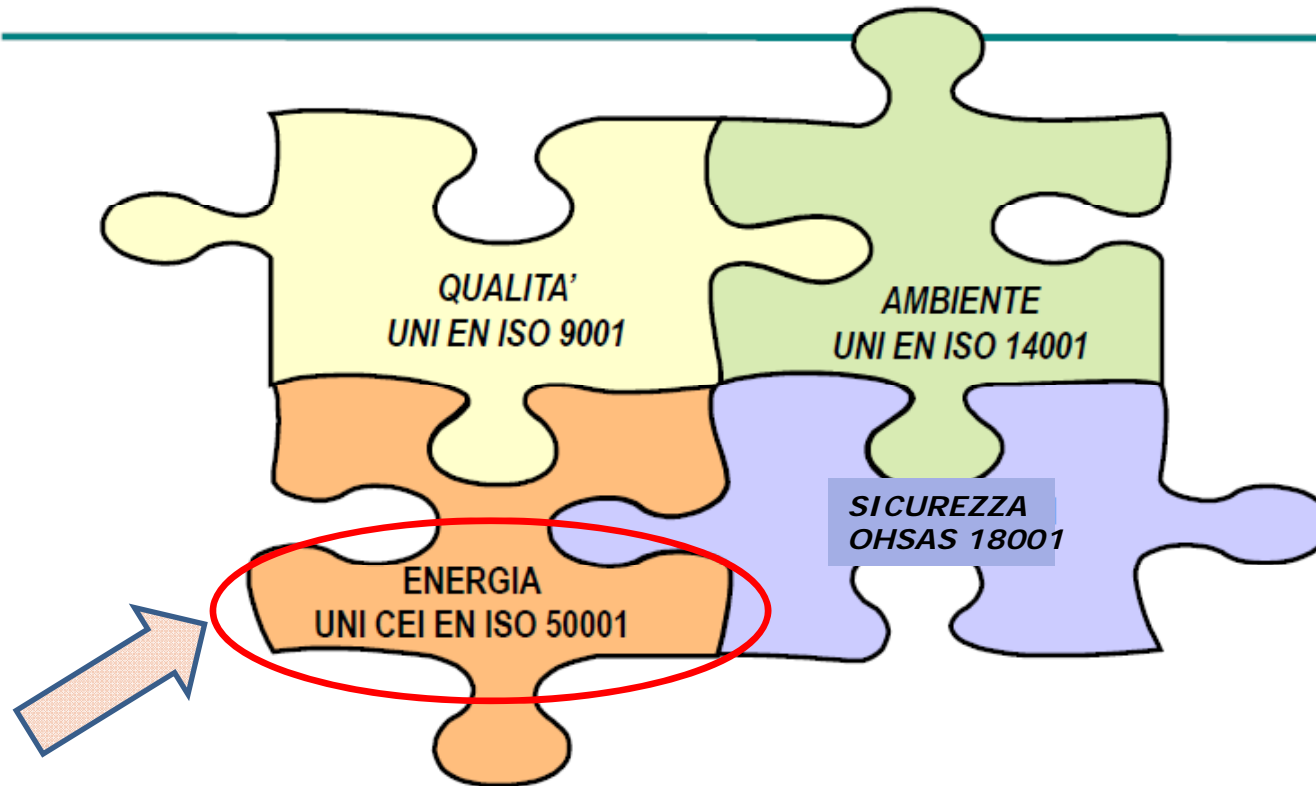 QUALITA’
UNI EN ISO 9001
AMBIENTE
UNI EN ISO 14001
SICUREZZA
OHSAS 18001
ENERGIA
UNI CEI EN ISO 50001